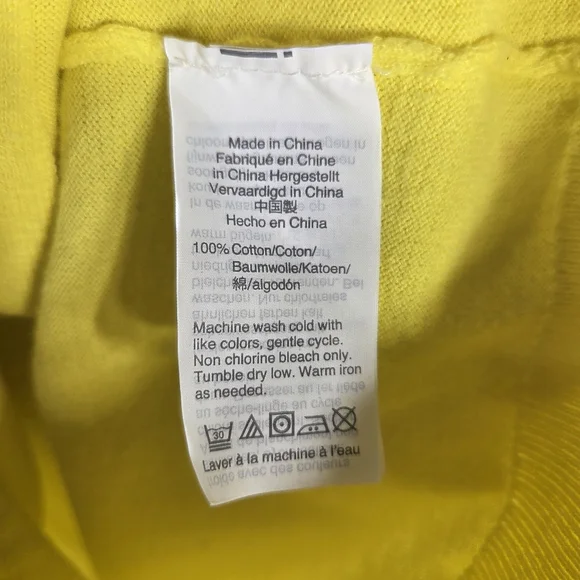 Made in China
Fabriqué en Chine
in China Hergestellt
Vervaardigd in China
中国製
Hecho en China
100% Cotton/Coton/
Baumwolle/Katoen/
綿/algodón
Machine wash cold with
like colors, gentle cycle.
Non chlorine bleach only.
Tumble dry low. Warm iron
as needed.
30
Laver à la machine à l'eau